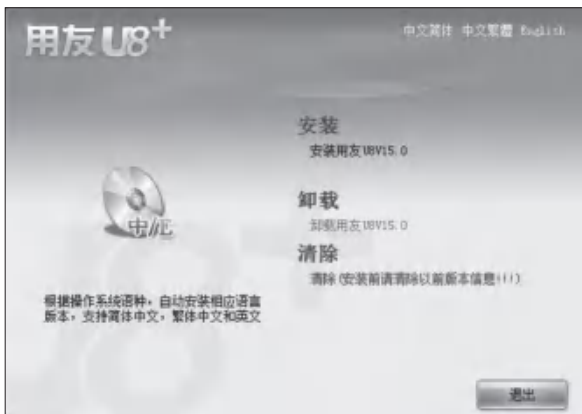 用友U8+
中文简体 中文繁體 English
安装
安装用友U8V15.0
中/E
卸载
卸载用友U8V15.0
清除
清除(安装前请清除以前版本信息!!!)
根据操作系统语种，自动安装相应语言
版本，支持简体中文，繁体中文和英文
退出